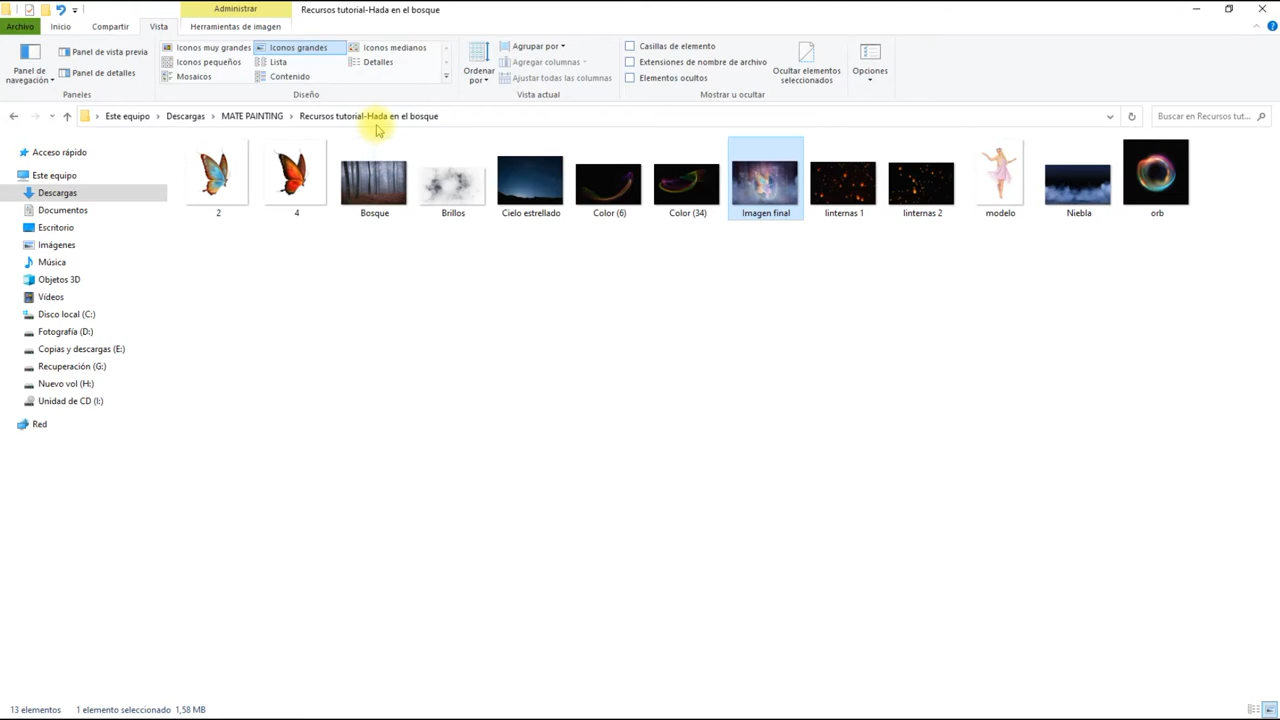 Administrar
Recursos tutorial-Hada en el bosque
Archivo
Inicio
Compartir
Vista
Herramientas de imagen
Panel de navegación
Panel de vista previa
Panel de detalles
Paneles
Iconos muy grandes
Iconos grandes
Iconos medianos
Iconos pequeños
Lista
Detalles
Mosaicos
Contenido
Diseño
Ordenar por
Agrupar por
Agregar columnas
Ajustar todas las columnas
Vista actual
Casillas de elemento
Extensiones de nombre de archivo
Elementos ocultos
Ocultar elementos seleccionados
Mostrar u ocultar
Opciones
Este equipo > Descargas > MATE PAINTING > Recursos tutorial-Hada en el bosque
Buscar en Recursos tut...
Acceso rápido
Este equipo
Descargas
Documentos
Escritorio
Imágenes
Música
Objetos 3D
Vídeos
Disco local (C:)
Fotografía (D:)
Copias y descargas (E:)
Recuperación (G:)
Nuevo vol (H:)
Unidad de CD (I:)
Red
2
4
Bosque
Brillos
Cielo estrellado
Color (6)
Color (34)
Imagen final
linternas 1
linternas 2
modelo
Niebla
orb
13 elementos
1 elemento seleccionado 1,58 MB